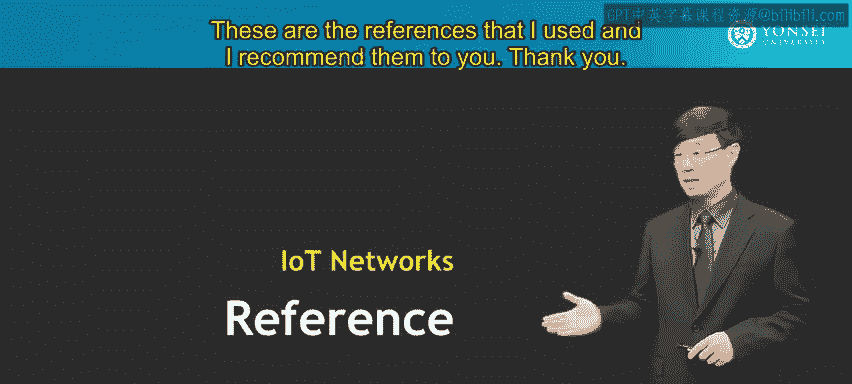 GPT中英字幕课程资源@bilibili.com
These are the references that I used and
I recommend them to you. Thank you.
YONSEI
UNIVERSITY
IoT Networks
Reference